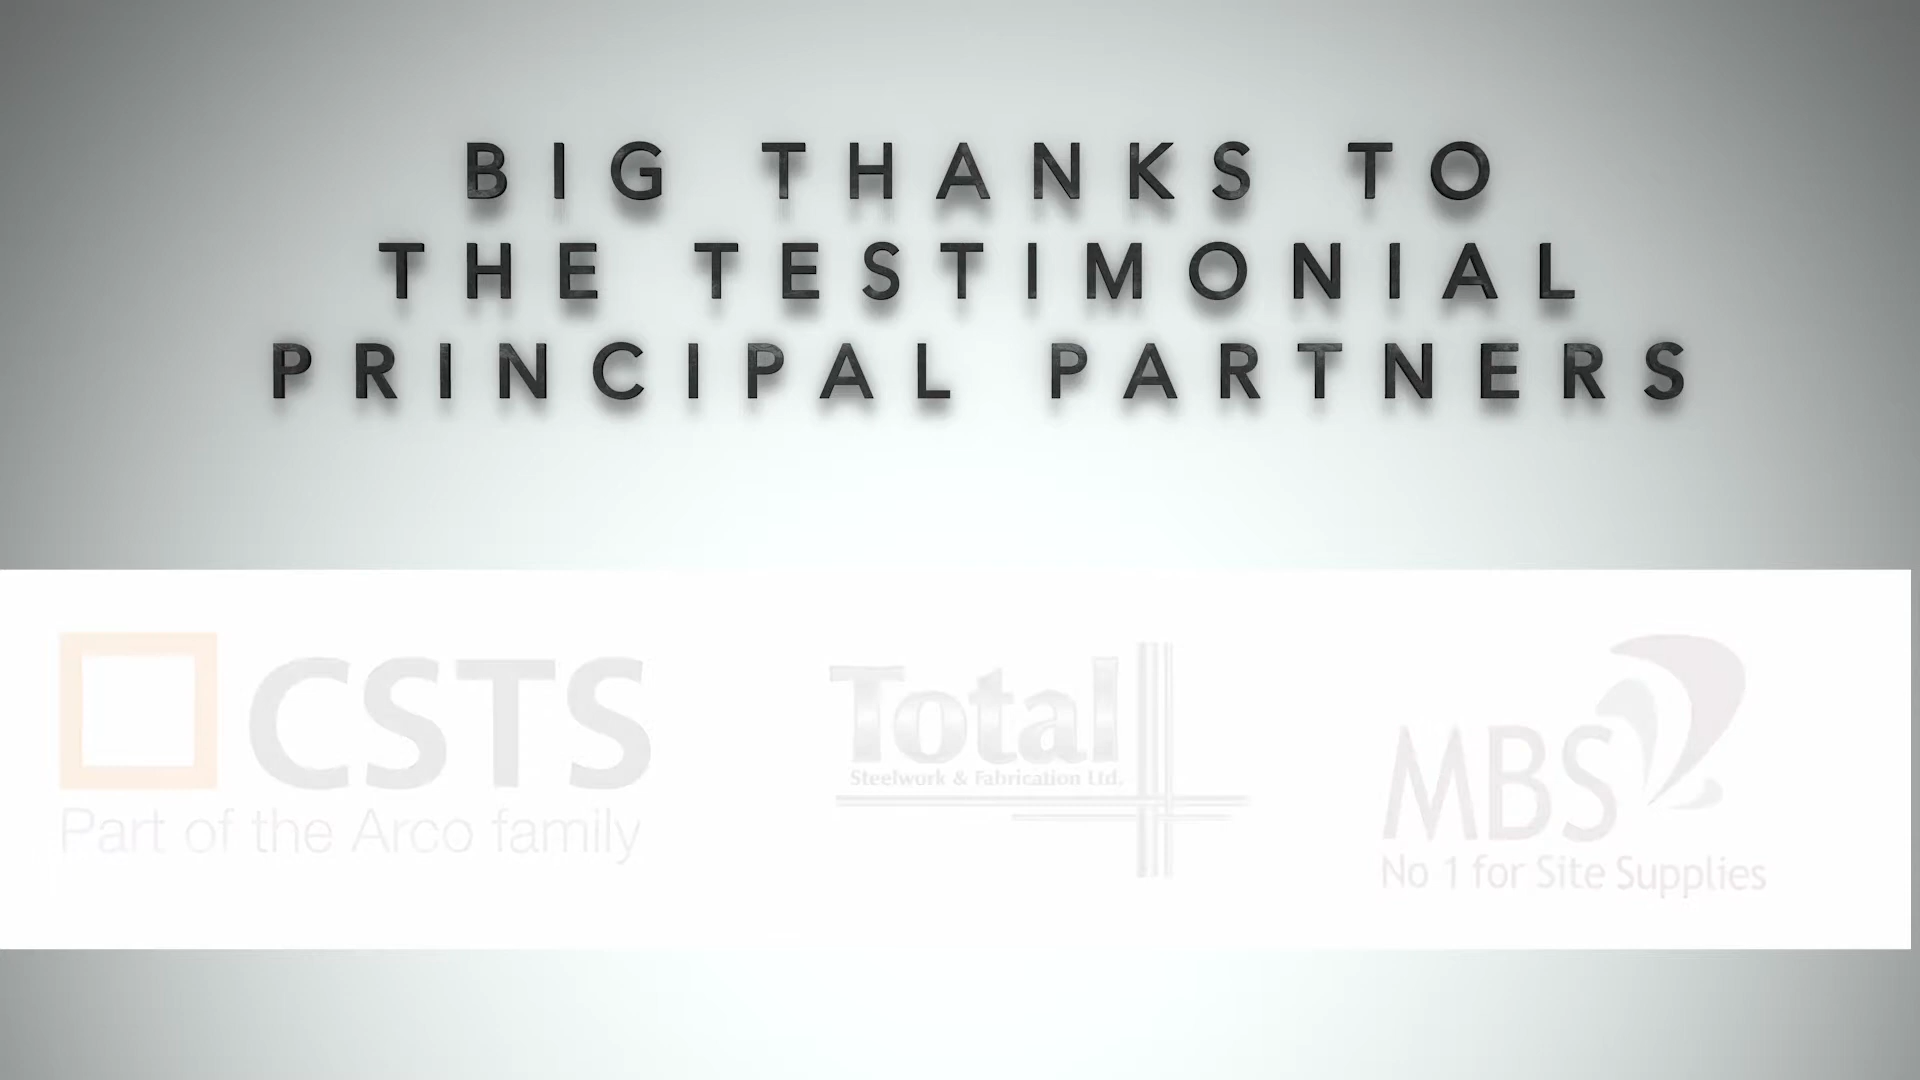 BIG THANKS TO
THE TESTIMONIAL
PRINCIPAL PARTNERS
CSTS
Part of the Arco family
Total
Steelwork & Fabrication Ltd.
MBS
No 1 for Site Supplies